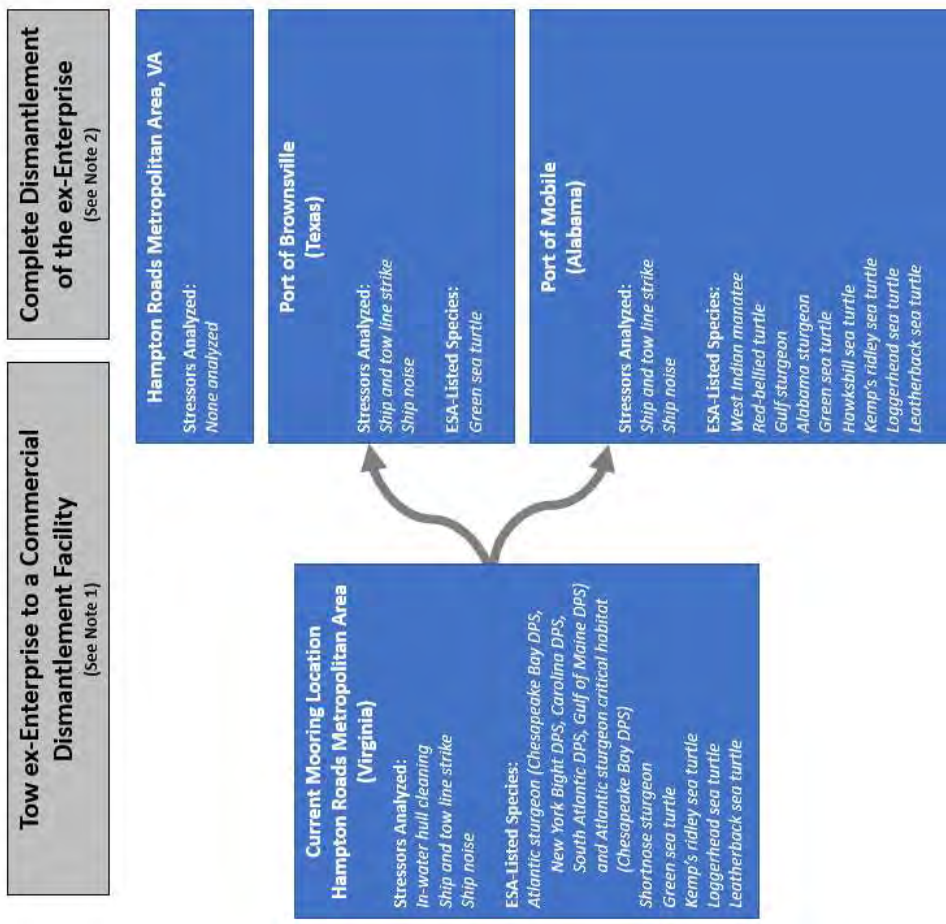 Tow ex-Enterprise to a Commercial
Dismantlement Facility
(See Note 1)
Complete Dismantlement
of the ex-Enterprise
(See Note 2)
Current Mooring Location
Hampton Roads Metropolitan Area
(Virginia)
Stressors Analyzed:
In-water hull cleaning
Ship and tow line strike
Ship noise
ESA-Listed Species:
Atlantic sturgeon (Chesapeake Bay DPS,
New York Bight DPS, Carolina DPS,
South Atlantic DPS, Gulf of Maine DPS)
and Atlantic sturgeon critical habitat
(Chesapeake Bay DPS)
Shortnose sturgeon
Green sea turtle
Kemp's ridley sea turtle
Loggerhead sea turtle
Leatherback sea turtle
Hampton Roads Metropolitan Area, VA
Stressors Analyzed:
None analyzed
Port of Brownsville
(Texas)
Stressors Analyzed:
Ship and tow line strike
Ship noise
ESA-Listed Species:
Green sea turtle
Port of Mobile
(Alabama)
Stressors Analyzed:
Ship and tow line strike
Ship noise
ESA-Listed Species:
West Indian manatee
Red-bellied turtle
Gulf sturgeon
Alabama sturgeon
Green sea turtle
Hawksbill sea turtle
Kemp's ridley sea turtle
Loggerhead sea turtle
Leatherback sea turtle